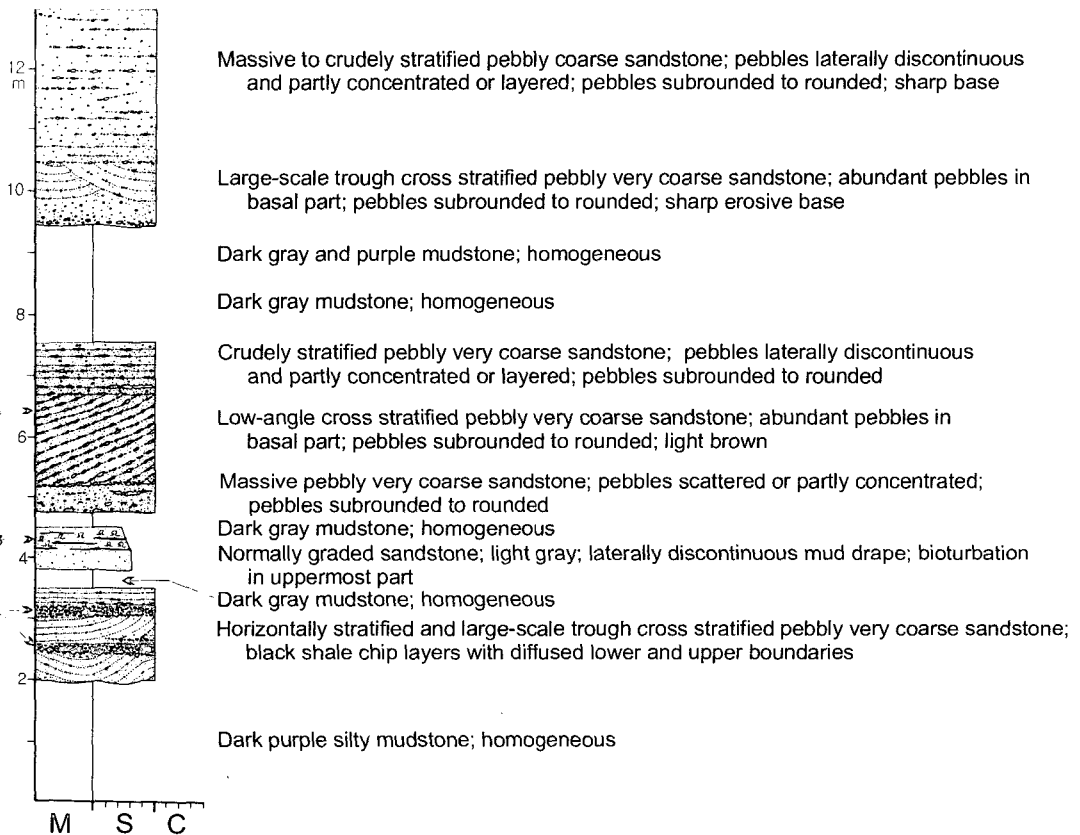 12
m
Massive to crudely stratified pebbly coarse sandstone; pebbles laterally discontinuous
and partly concentrated or layered; pebbles subrounded to rounded; sharp base
10
Large-scale trough cross stratified pebbly very coarse sandstone; abundant pebbles in
basal part; pebbles subrounded to rounded; sharp erosive base
Dark gray and purple mudstone; homogeneous
Dark gray mudstone; homogeneous
8
Crudely stratified pebbly very coarse sandstone; pebbles laterally discontinuous
and partly concentrated or layered; pebbles subrounded to rounded
Low-angle cross stratified pebbly very coarse sandstone; abundant pebbles in
basal part; pebbles subrounded to rounded; light brown
6
Massive pebbly very coarse sandstone; pebbles scattered or partly concentrated;
pebbles subrounded to rounded
Dark gray mudstone; homogeneous
4
Normally graded sandstone; light gray; laterally discontinuous mud drape; bioturbation
in uppermost part
Dark gray mudstone; homogeneous
Horizontally stratified and large-scale trough cross stratified pebbly very coarse sandstone;
black shale chip layers with diffused lower and upper boundaries
2
Dark purple silty mudstone; homogeneous
M S C